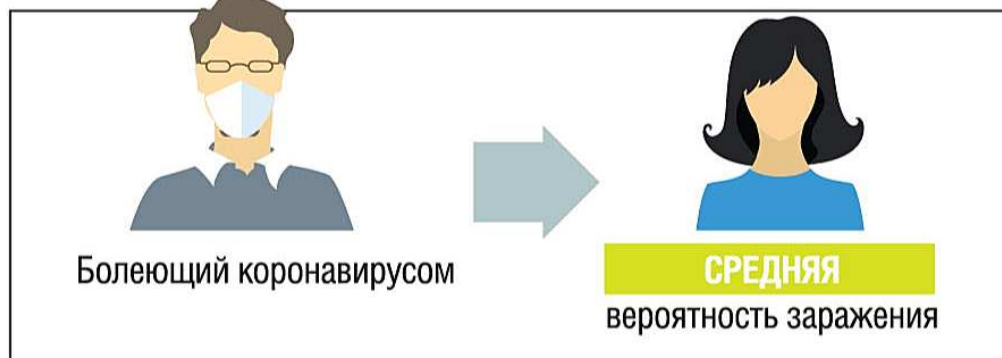 Болеющий коронавирусом
СРЕДНЯЯ
вероятность заражения